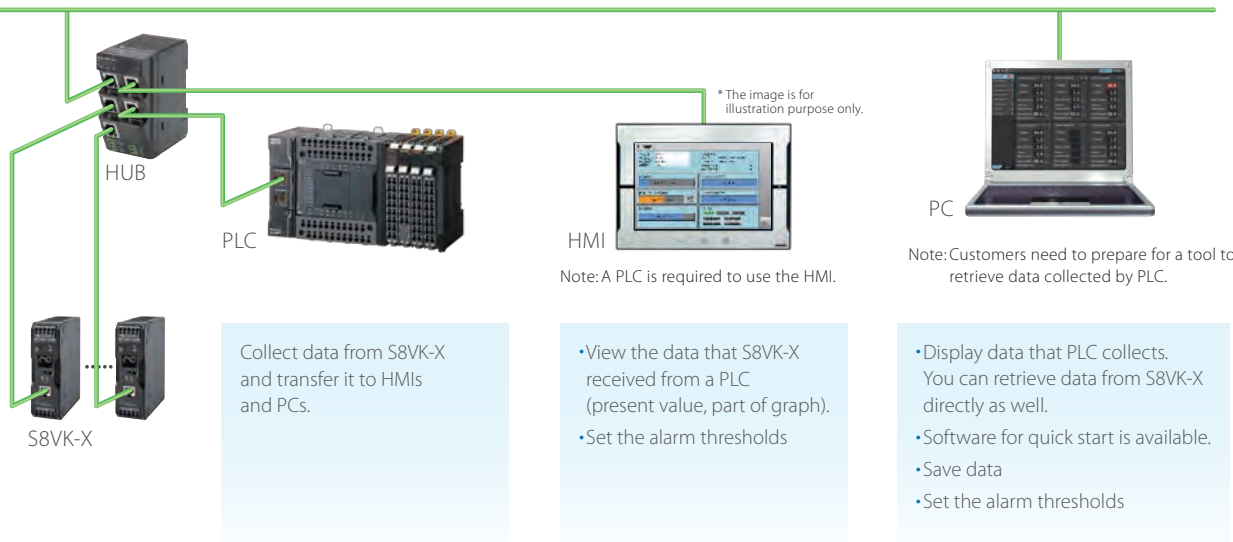 * The image is for
illustration purpose only.
HUB
PLC
HMI
PC
Note: A PLC is required to use the HMI.
Note: Customers need to prepare for a tool to
retrieve data collected by PLC.
S8VK-X
Collect data from S8VK-X
and transfer it to HMIs
and PCs.
・View the data that S8VK-X
received from a PLC
(present value, part of graph).
・Set the alarm thresholds
・Display data that PLC collects.
You can retrieve data from S8VK-X
directly as well.
・Software for quick start is available.
・Save data
・Set the alarm thresholds